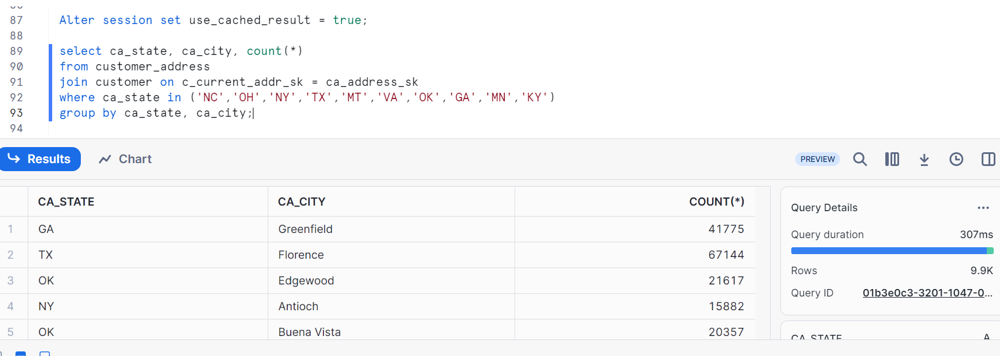 87 Alter session set use_cached_result = true;
88
89 select ca_state, ca_city, count(*)
90 from customer_address
91 join customer on c_current_addr_sk = ca_address_sk
92 where ca_state in ('NC','OH','NY','TX','MT','VA','OK','GA','MN','KY')
93 group by ca_state, ca_city;
94
Results Chart PREVIEW
CA_STATE CA_CITY COUNT(*)
1 GA Greenfield 41775
2 TX Florence 67144
3 OK Edgewood 21617
4 NY Antioch 15882
5 OK Buena Vista 20357
Query Details ...
Query duration 307ms
Rows 9.9K
Query ID 01b3e0c3-3201-1047-0...
CA_STATE A